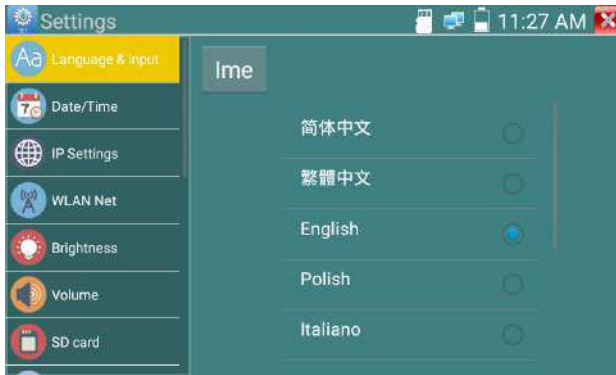 Settings
11:27 AM
Language & Input
Ime
Date/Time
IP Settings
WLAN Net
Brightness
Volume
SD card
简体中文
繁體中文
English
Polish
Italiano